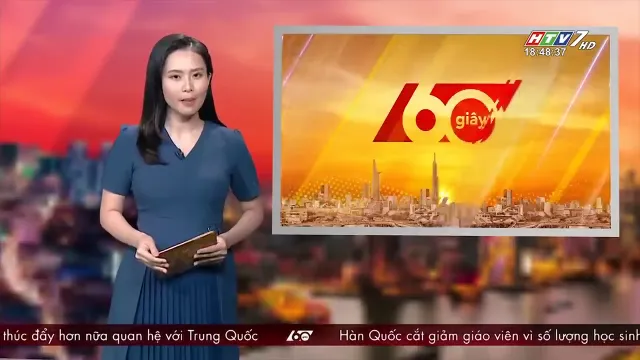 HTV7 HD
18:48:37
60 giây
thúc đẩy hơn nữa quan hệ với Trung Quốc 60 Hàn Quốc cắt giảm giáo viên vì số lượng học sinh